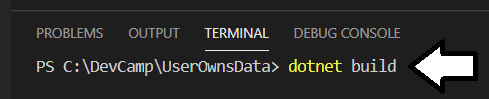 PROBLEMS OUTPUT TERMINAL DEBUG CONSOLE
PS C:\DevCamp\UserOwnsData> dotnet build